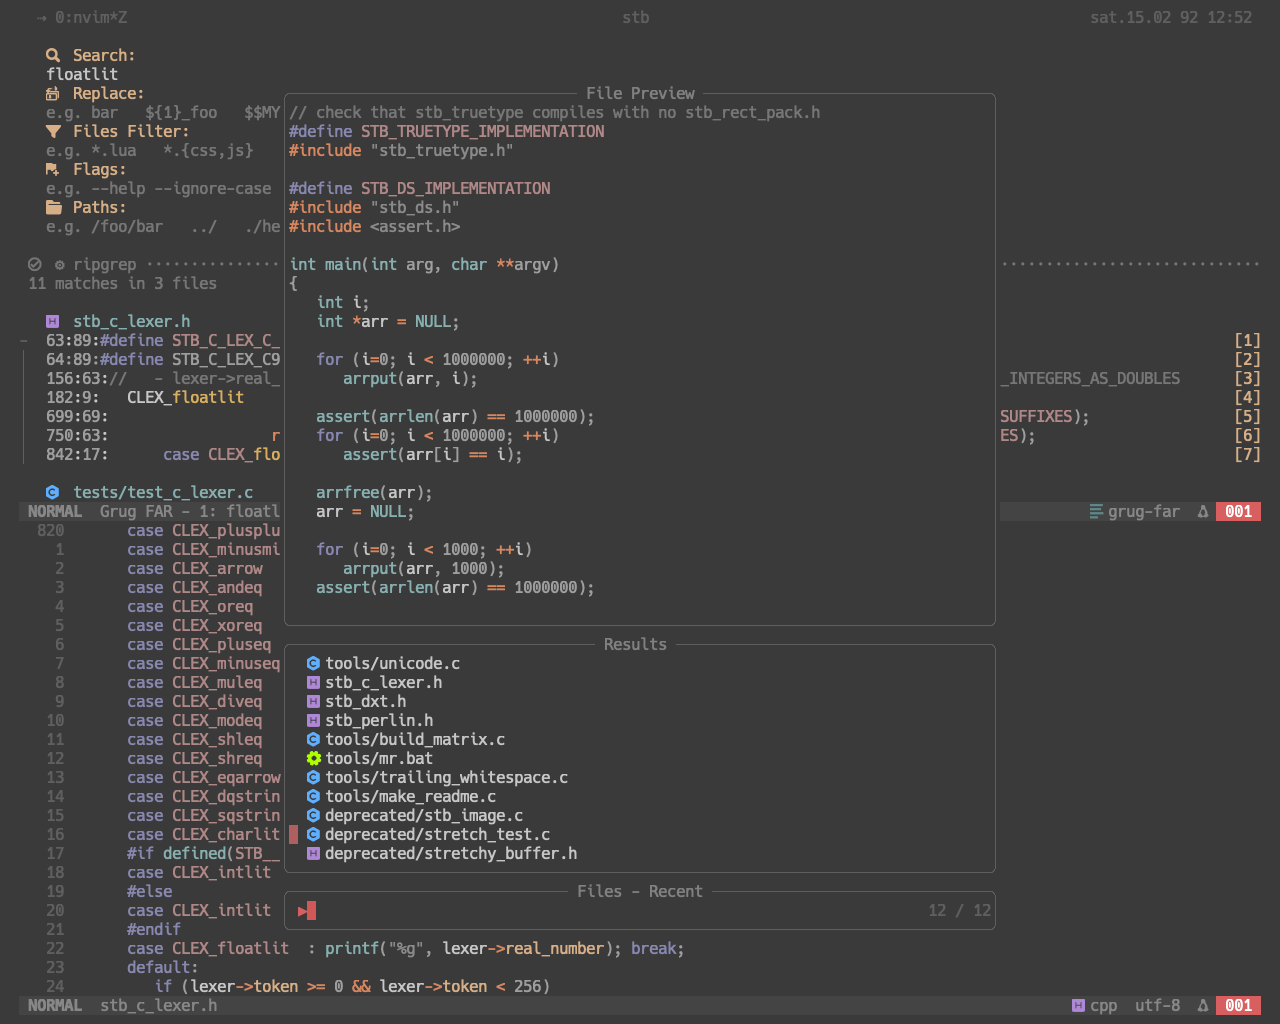 → 0:nvim*Z stb sat.15.02 92 12:52
Search:
floatlit
Replace:
e.g. bar   ${1}_foo   $$MY
Files Filter:
e.g. *.lua   *.{css,js}
Flags:
e.g. --help --ignore-case
Paths:
e.g. /foo/bar   ../   ./he
ripgrep
11 matches in 3 files
stb_c_lexer.h
63:89:#define STB_C_LEX_C_ [1]
64:89:#define STB_C_LEX_C9 [2]
156:63://   - lexer->real_ _INTEGERS_AS_DOUBLES [3]
182:9:   CLEX_floatlit [4]
699:69: SUFFIXES); [5]
750:63: r ES); [6]
842:17:      case CLEX_flo [7]
tests/test_c_lexer.c
NORMAL  Grug FAR - 1: floatl grug-far 001
File Preview
// check that stb_truetype compiles with no stb_rect_pack.h
#define STB_TRUETYPE_IMPLEMENTATION
#include "stb_truetype.h"
#define STB_DS_IMPLEMENTATION
#include "stb_ds.h"
#include <assert.h>
int main(int arg, char **argv)
{
   int i;
   int *arr = NULL;
   for (i=0; i < 1000000; ++i)
      arrput(arr, i);
   assert(arrlen(arr) == 1000000);
   for (i=0; i < 1000000; ++i)
      assert(arr[i] == i);
   arrfree(arr);
   arr = NULL;
   for (i=0; i < 1000; ++i)
      arrput(arr, 1000);
   assert(arrlen(arr) == 1000000);
820       case CLEX_plusplu
1       case CLEX_minusmi
2       case CLEX_arrow
3       case CLEX_andeq
4       case CLEX_oreq
5       case CLEX_xoreq
6       case CLEX_pluseq
7       case CLEX_minuseq
8       case CLEX_muleq
9       case CLEX_diveq
10       case CLEX_modeq
11       case CLEX_shleq
12       case CLEX_shreq
13       case CLEX_eqarrow
14       case CLEX_dqstrin
15       case CLEX_sqstrin
16       case CLEX_charlit
17       #if defined(STB__
18       case CLEX_intlit
19       #else
20       case CLEX_intlit
21       #endif
22       case CLEX_floatlit  : printf("%g", lexer->real_number); break;
23       default:
24          if (lexer->token >= 0 && lexer->token < 256)
Results
tools/unicode.c
stb_c_lexer.h
stb_dxt.h
stb_perlin.h
tools/build_matrix.c
tools/mr.bat
tools/trailing_whitespace.c
tools/make_readme.c
deprecated/stb_image.c
deprecated/stretch_test.c
deprecated/stretchy_buffer.h
Files - Recent
12 / 12
NORMAL  stb_c_lexer.h cpp utf-8 001